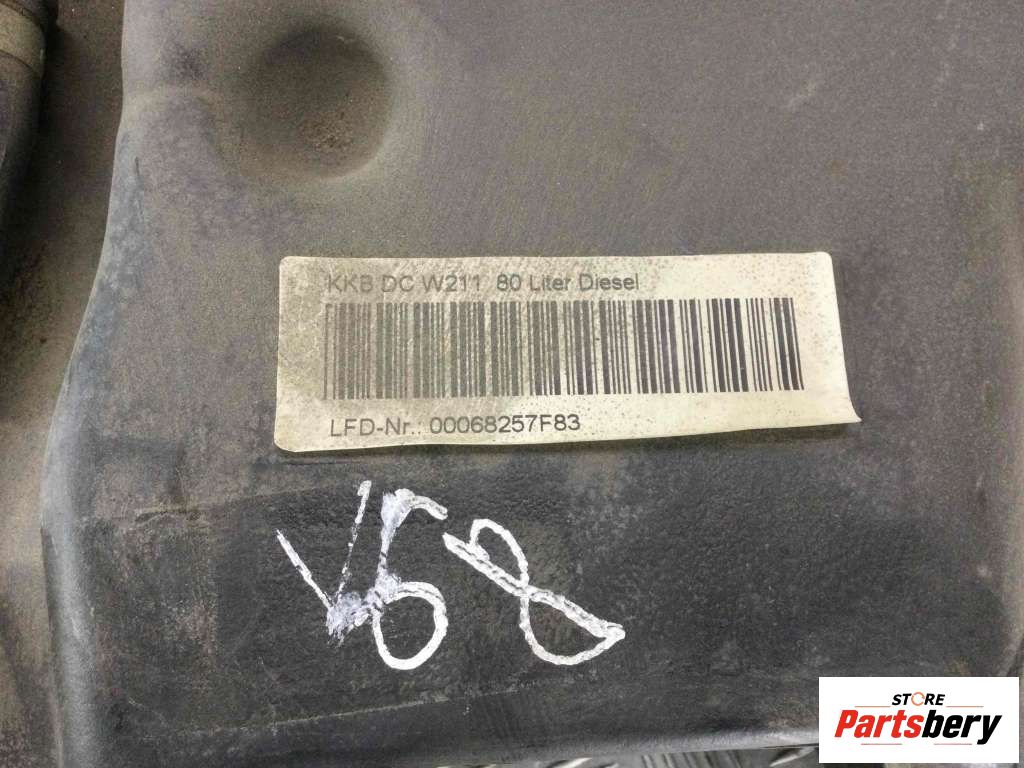 KKB DC W211 80 Liter Diesel
LFD-Nr.: 00068257F83
V68
STORE
Partsbery